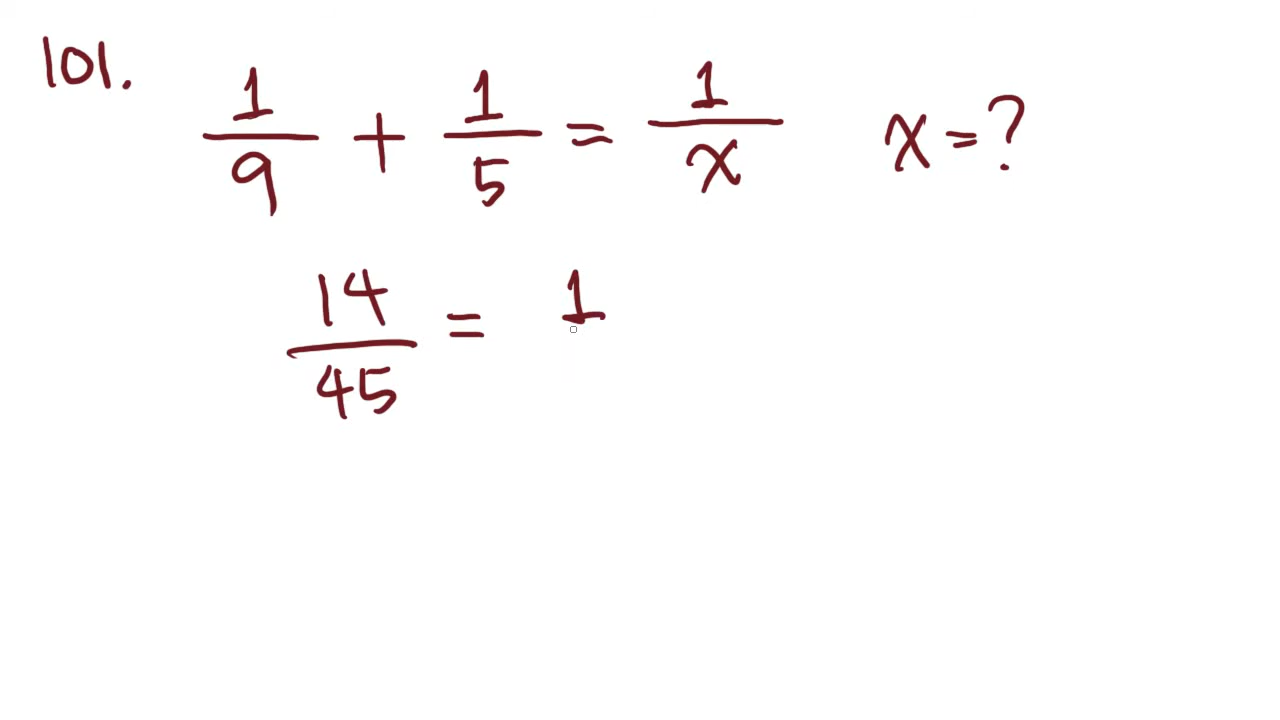 101. 1/9 + 1/5 = 1/x x=?
14/45 = 1